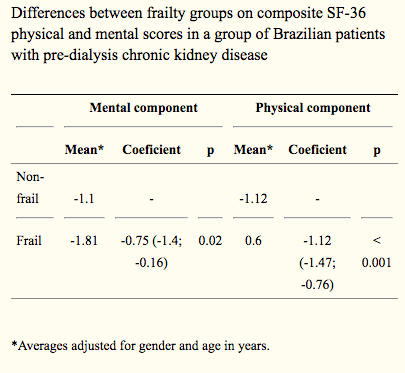 Differences between frailty groups on composite SF-36
physical and mental scores in a group of Brazilian patients
with pre-dialysis chronic kidney disease
Mental component Physical component
Mean* Coeficient p Mean* Coeficient p
Non-
frail -1.1 - -1.12 -
Frail -1.81 -0.75 (-1.4; 0.02 0.6 -1.12 <
-0.16) (-1.47; 0.001
-0.76)
*Averages adjusted for gender and age in years.